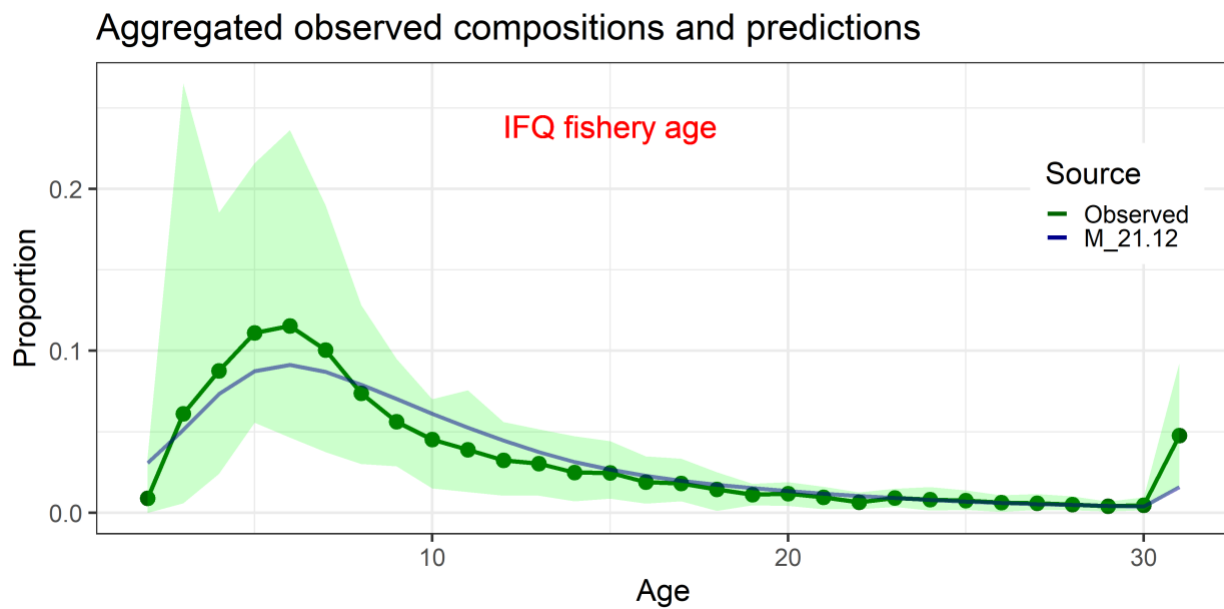 Aggregated observed compositions and predictions
IFQ fishery age
Source
Observed
M_21.12
Proportion
0.2
0.1
0.0
10
20
30
Age